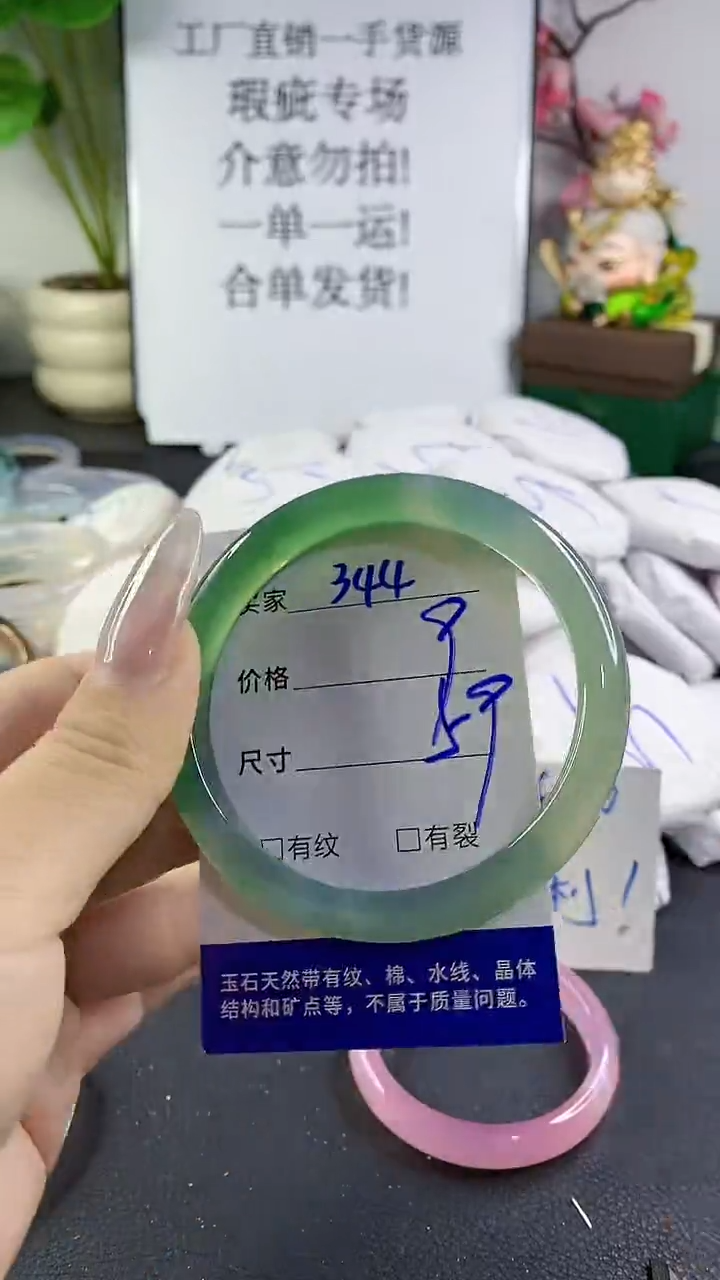 工厂直销一手货源
瑕疵专场
介意勿拍!
一单一运!
合单发货!
卖家 344
价格
尺寸
□有纹 □有裂
玉石天然带有纹、棉、水线、晶体
结构和矿点等，不属于质量问题。